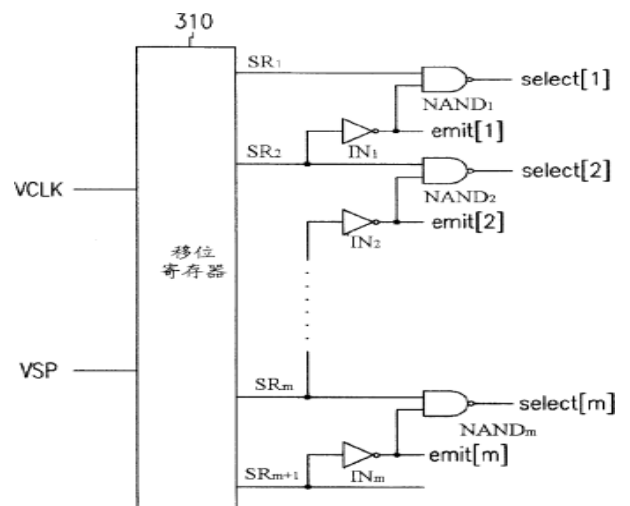 310
SR1
select[1]
NAND1
emit[1]
IN1
SR2
select[2]
NAND2
emit[2]
IN2
VCLK
移位
寄存器
VSP
SRm
select[m]
NANDm
emit[m]
SRm+1
INm